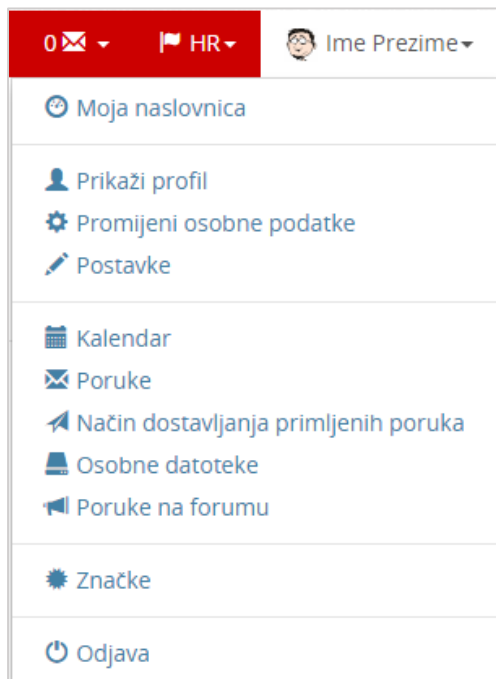 0 HR Ime Prezime
Moja naslovnica
Prikaži profil
Promijeni osobne podatke
Postavke
Kalendar
Poruke
Način dostavljanja primljenih poruka
Osobne datoteke
Poruke na forumu
Značke
Odjava